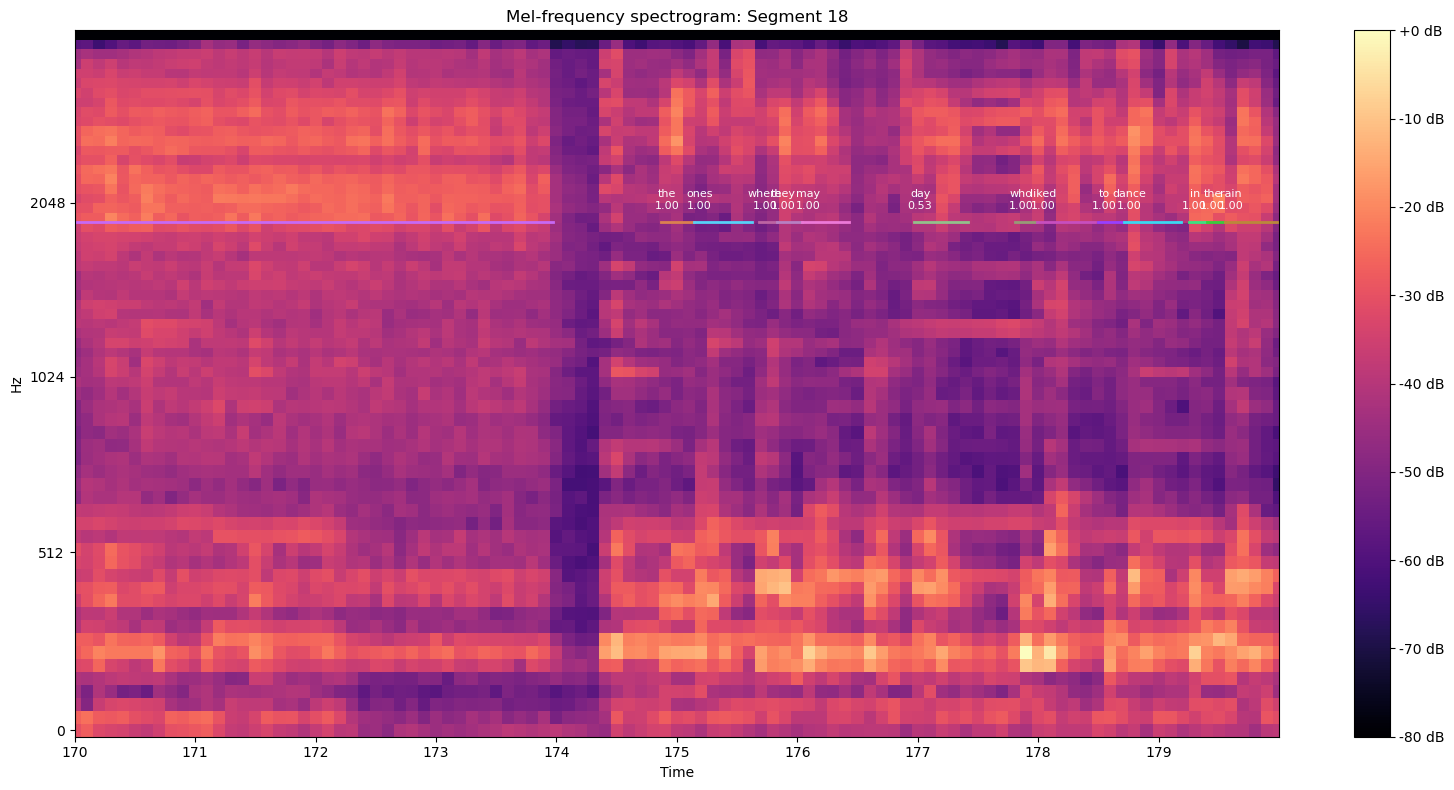 Mel-frequency spectrogram: Segment 18
+0 dB
-10 dB
-20 dB
-30 dB
-40 dB
-50 dB
-60 dB
-70 dB
-80 dB
Hz
2048
1024
512
0
the ones where they may day who liked to dance in the rain
1.00 1.00 1.00 1.00 1.00 0.53 1.00 1.00 1.00 1.00 1.00 1.00 1.00
170 171 172 173 174 175 176 177 178 179
Time